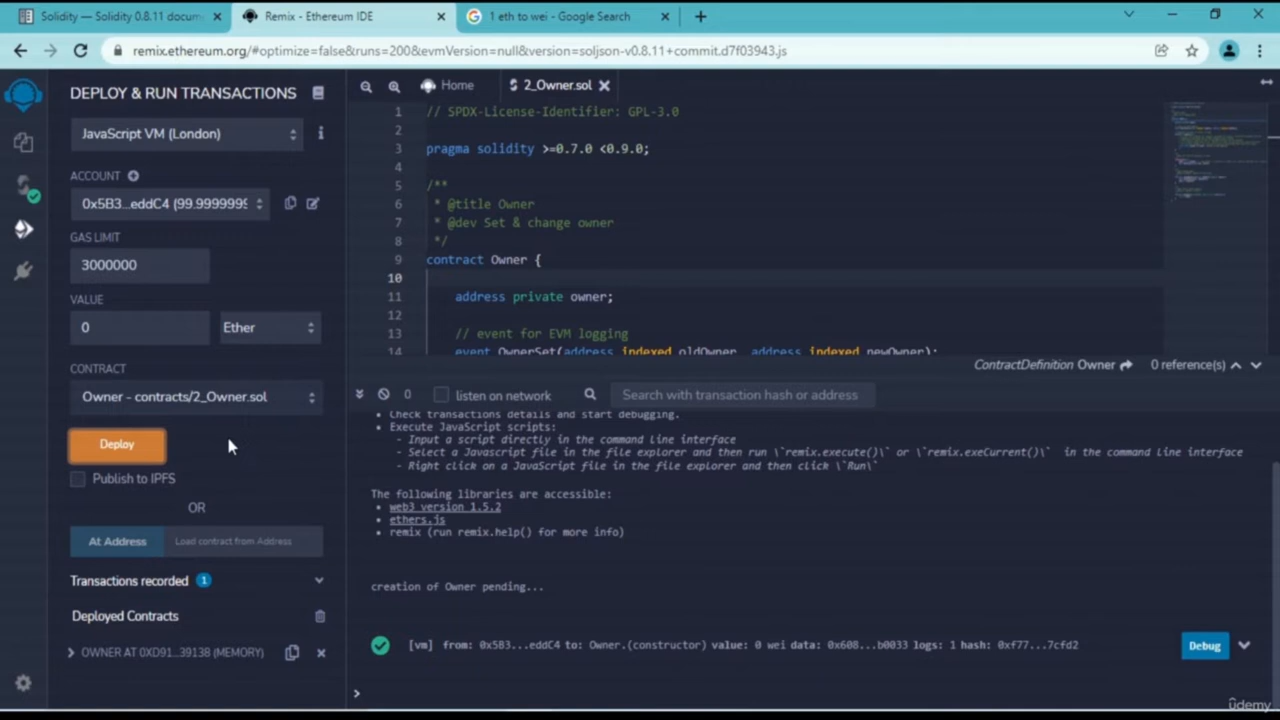 Solidity — Solidity 0.8.11 docum
Remix - Ethereum IDE
1 eth to wei - Google Search
remix.ethereum.org/#optimize=false&runs=200&evmVersion=null&version=soljson-v0.8.11+commit.d7f03943.js
DEPLOY & RUN TRANSACTIONS
JavaScript VM (London)
ACCOUNT
0x5B3...eddC4 (99.9999999
GAS LIMIT
3000000
VALUE
0
Ether
CONTRACT
Owner - contracts/2_Owner.sol
Deploy
Publish to IPFS
OR
At Address
Load contract from Address
Transactions recorded 1
Deployed Contracts
OWNER AT 0XD91...39138 (MEMORY)
Home
2_Owner.sol
1 // SPDX-License-Identifier: GPL-3.0
2
3 pragma solidity >=0.7.0 <0.9.0;
4
5 /**
6 * @title Owner
7 * @dev Set & change owner
8 */
9 contract Owner {
10
11 address private owner;
12
13 // event for EVM logging
14 event OwnerSet(address indexed oldOwner, address indexed newOwner);
ContractDefinition Owner
0 reference(s)
0
listen on network
Search with transaction hash or address
• Check transactions details and start debugging.
• Execute JavaScript scripts:
- Input a script directly in the command line interface
- Select a Javascript file in the file explorer and then run \`remix.execute()\` or \`remix.exeCurrent()\` in the command line interface
- Right click on a JavaScript file in the file explorer and then click \`Run\`
The following libraries are accessible:
• web3 version 1.5.2
• ethers.js
• remix (run remix.help() for more info)
creation of Owner pending...
[vm] from: 0x5B3...eddC4 to: Owner.(constructor) value: 0 wei data: 0x608...b0033 logs: 1 hash: 0xf77...7cfd2
Debug
>
udemy